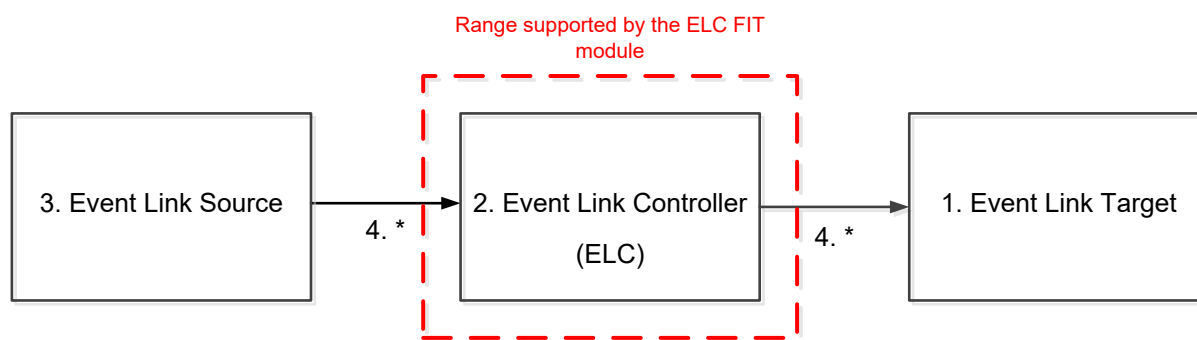 Range supported by the ELC FIT
module
3. Event Link Source
4. *
2. Event Link Controller
(ELC)
4. *
1. Event Link Target